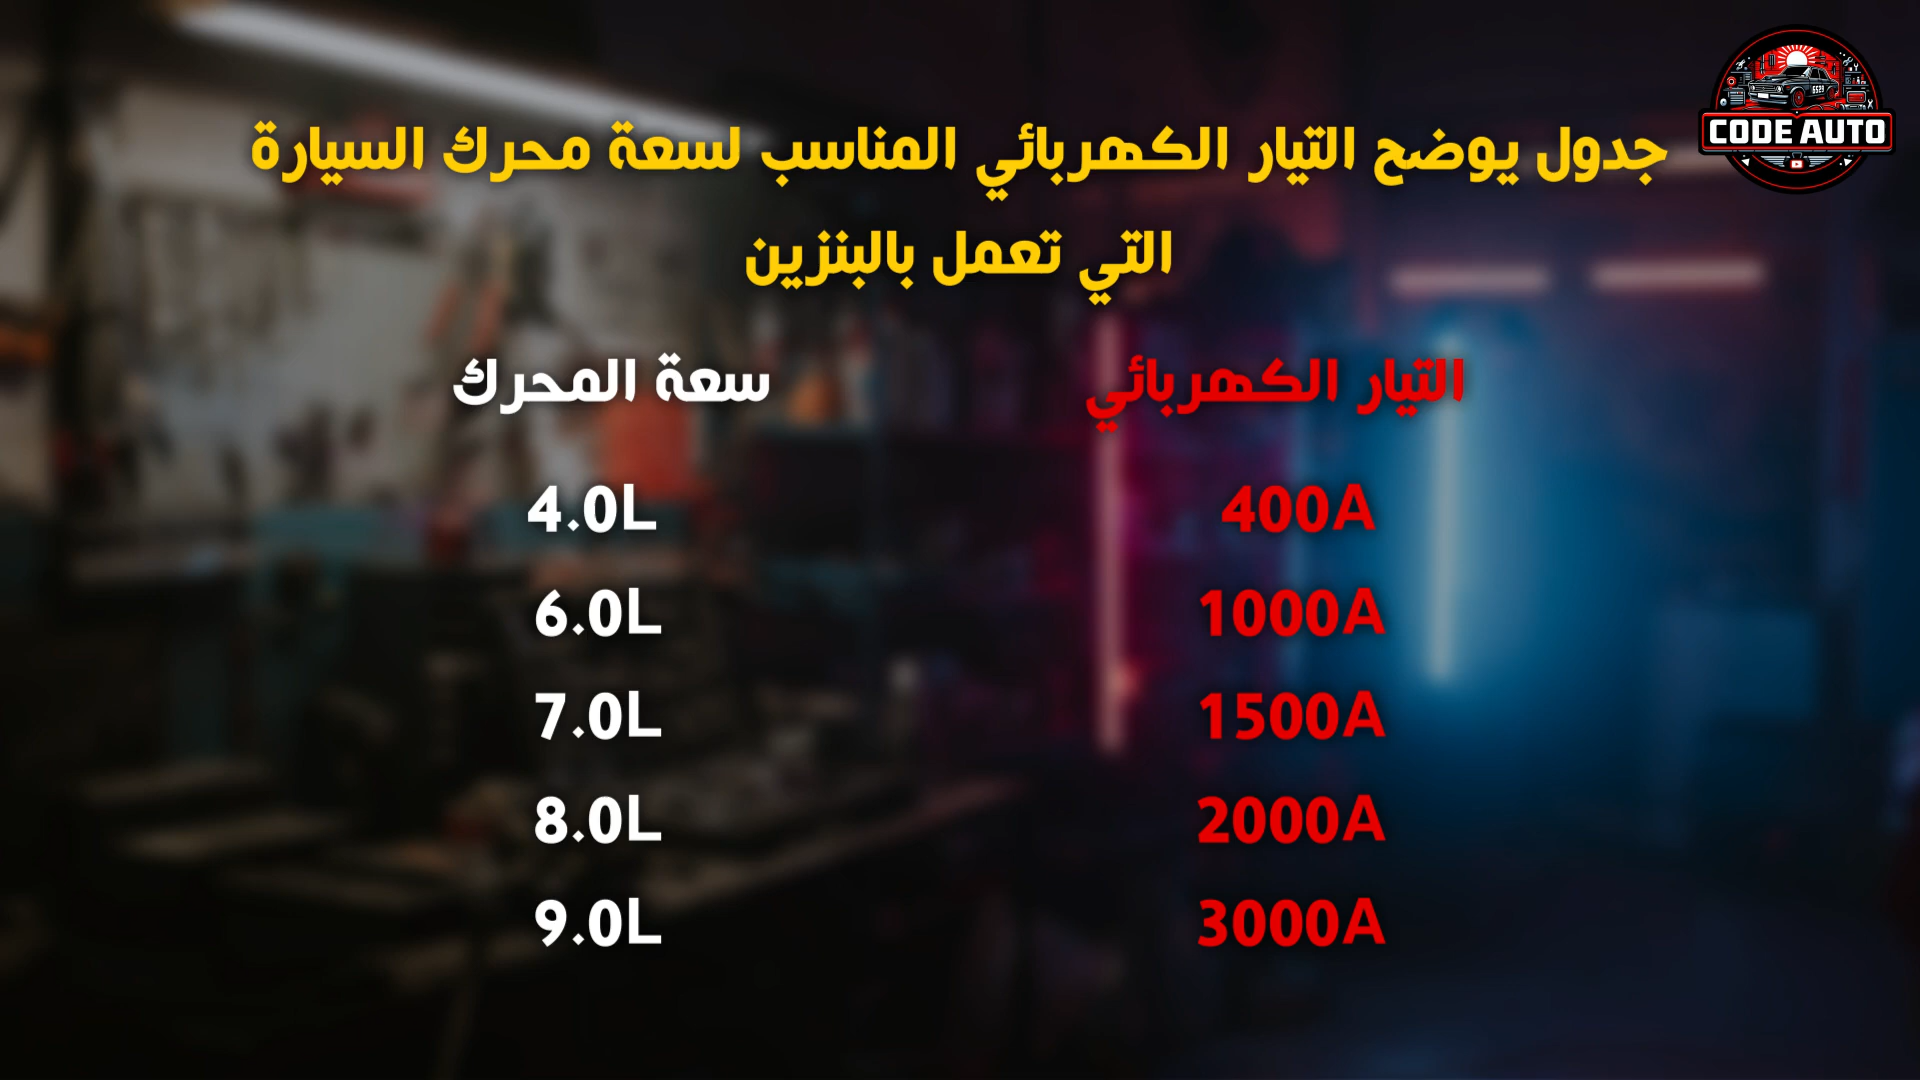 CODE AUTO
جدول يوضح التيار الكهربائي المناسب لسعة محرك السيارة
التي تعمل بالبنزين
التيار الكهربائي سعة المحرك
400A 4.0L
1000A 6.0L
1500A 7.0L
2000A 8.0L
3000A 9.0L